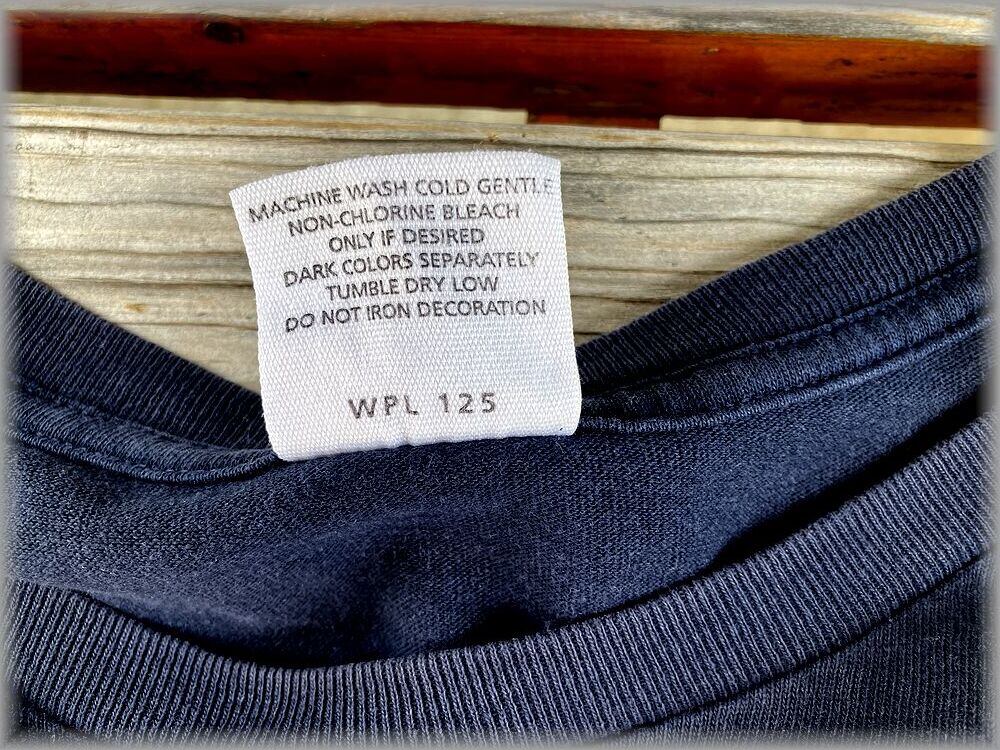 MACHINE WASH COLD GENTLE
NON-CHLORINE BLEACH
ONLY IF DESIRED
DARK COLORS SEPARATELY
TUMBLE DRY LOW
DO NOT IRON DECORATION
WPL 125